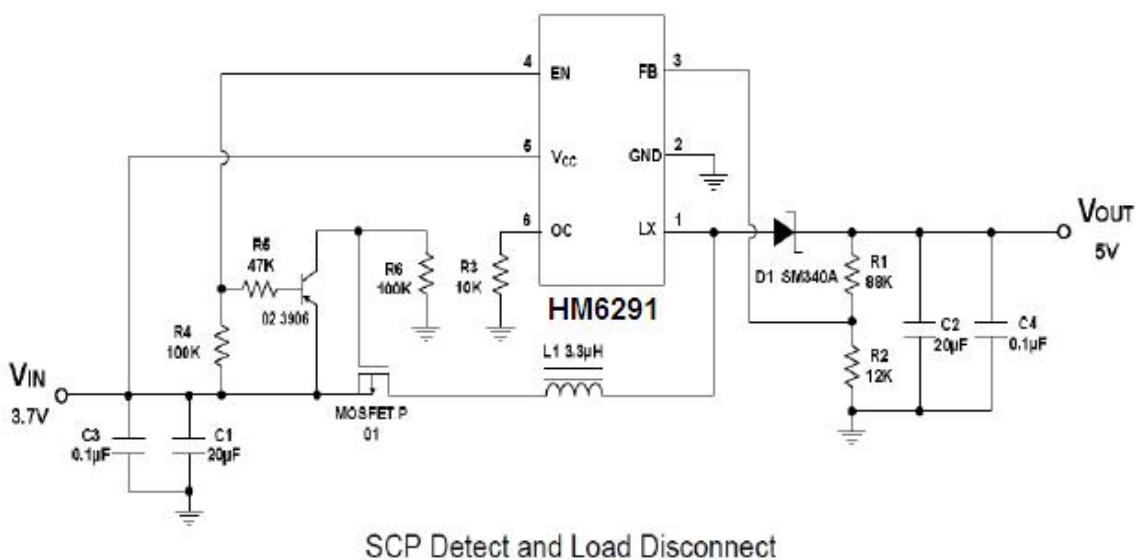 4
EN
FB
3
5
VCC
GND
2
6
OC
LX
1
HM6291
R5
47K
02 3906
R6
100K
R3
10K
R4
100K
VIN
3.7V
C3
0.1µF
C1
20µF
MOSFET P
01
L1 3.3µH
D1 SM340A
R1
88K
R2
12K
C2
20µF
C4
0.1µF
VOUT
5V
SCP Detect and Load Disconnect